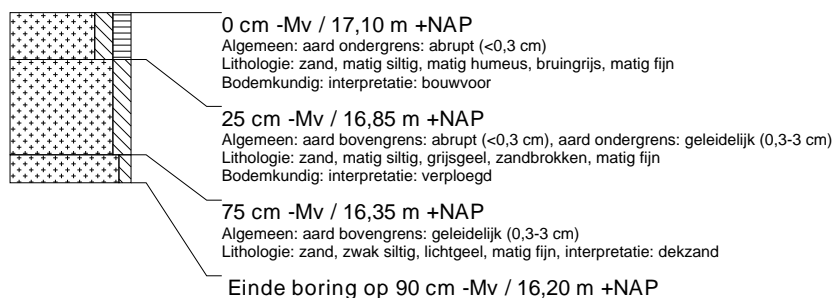 0 cm -Mv / 17,10 m +NAP
Algemeen: aard ondergrens: abrupt (<0,3 cm)
Lithologie: zand, matig siltig, matig humeus, bruingrijs, matig fijn
Bodemkundig: interpretatie: bouwvoor
25 cm -Mv / 16,85 m +NAP
Algemeen: aard bovengrens: abrupt (<0,3 cm), aard ondergrens: geleidelijk (0,3-3 cm)
Lithologie: zand, matig siltig, grijsgeel, zandbrokken, matig fijn
Bodemkundig: interpretatie: verploegd
75 cm -Mv / 16,35 m +NAP
Algemeen: aard bovengrens: geleidelijk (0,3-3 cm)
Lithologie: zand, zwak siltig, lichtgeel, matig fijn, interpretatie: dekzand
Einde boring op 90 cm -Mv / 16,20 m +NAP